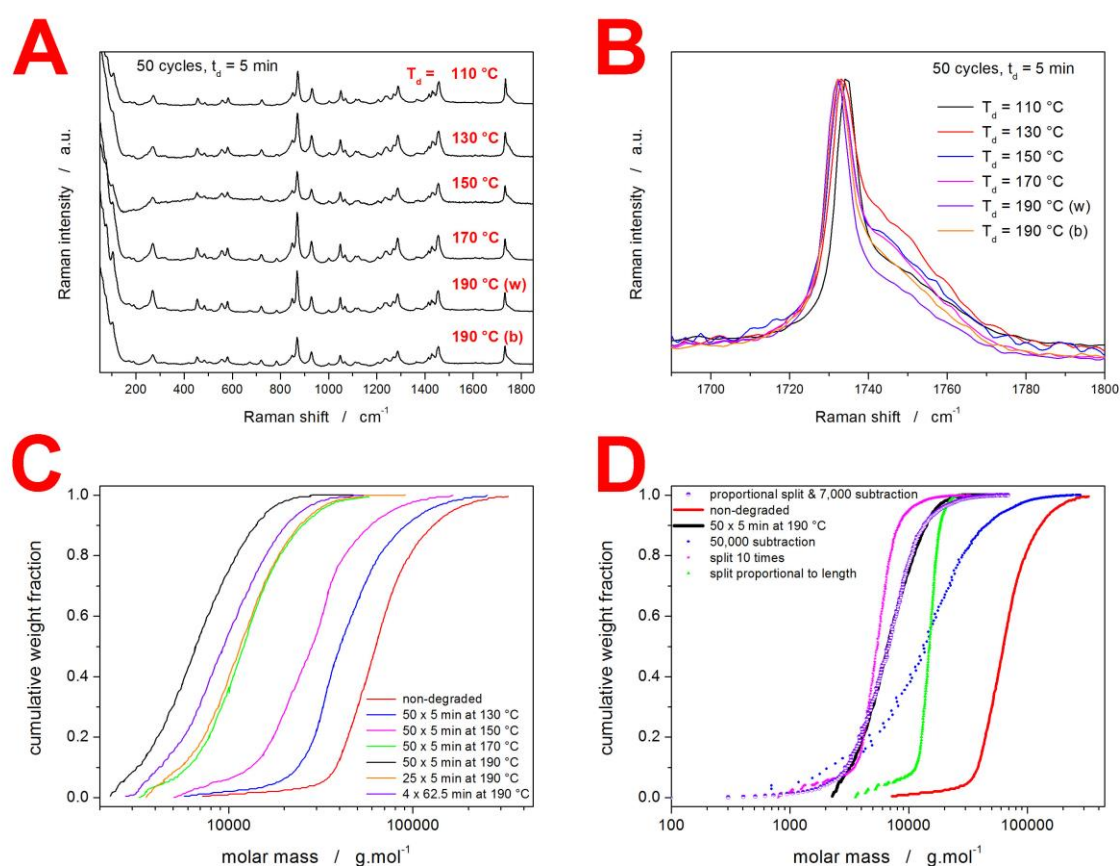 A
50 cycles, t_d = 5 min
T_d = 110 °C
130 °C
150 °C
170 °C
190 °C (w)
190 °C (b)
Raman intensity / a.u.
200 400 600 800 1000 1200 1400 1600 1800
Raman shift / cm⁻¹
B
50 cycles, t_d = 5 min
T_d = 110 °C
T_d = 130 °C
T_d = 150 °C
T_d = 170 °C
T_d = 190 °C (w)
T_d = 190 °C (b)
Raman intensity / a.u.
1700 1720 1740 1760 1780 1800
Raman shift / cm⁻¹
C
1.0
0.8
0.6
0.4
0.2
0.0
cumulative weight fraction
non-degraded
50 x 5 min at 130 °C
50 x 5 min at 150 °C
50 x 5 min at 170 °C
50 x 5 min at 190 °C
25 x 5 min at 190 °C
4 x 62.5 min at 190 °C
10000 100000
molar mass / g.mol⁻¹
D
1.0
0.8
0.6
0.4
0.2
0.0
cumulative weight fraction
proportional split & 7,000 subtraction
non-degraded
50 x 5 min at 190 °C
50,000 subtraction
split 10 times
split proportional to length
100 1000 10000 100000
molar mass / g.mol⁻¹